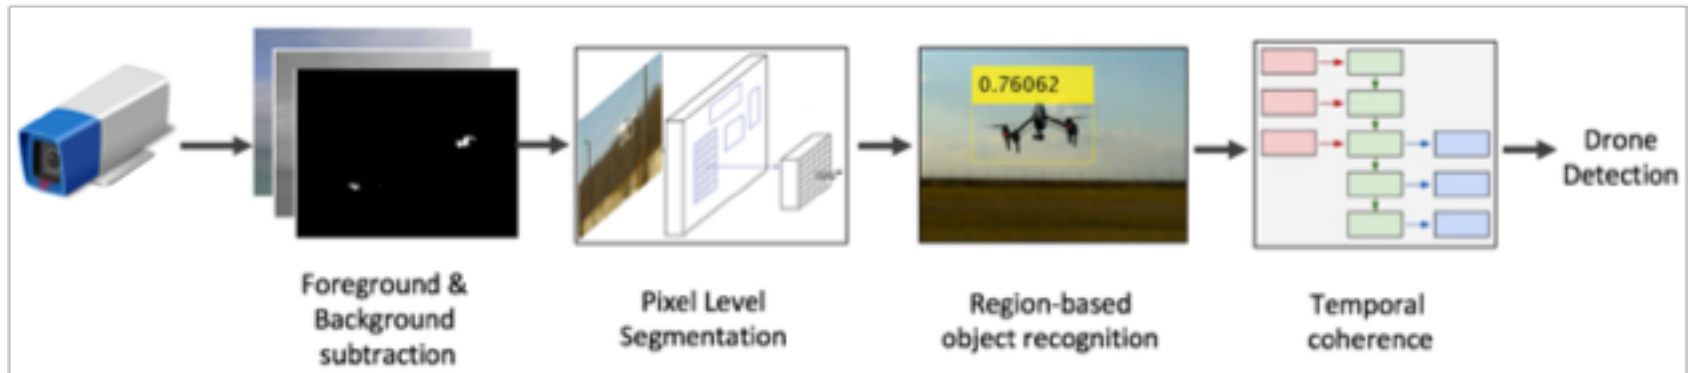 Foreground &
Background
subtraction
Pixel Level
Segmentation
0.76062
Region-based
object recognition
Temporal
coherence
Drone
Detection